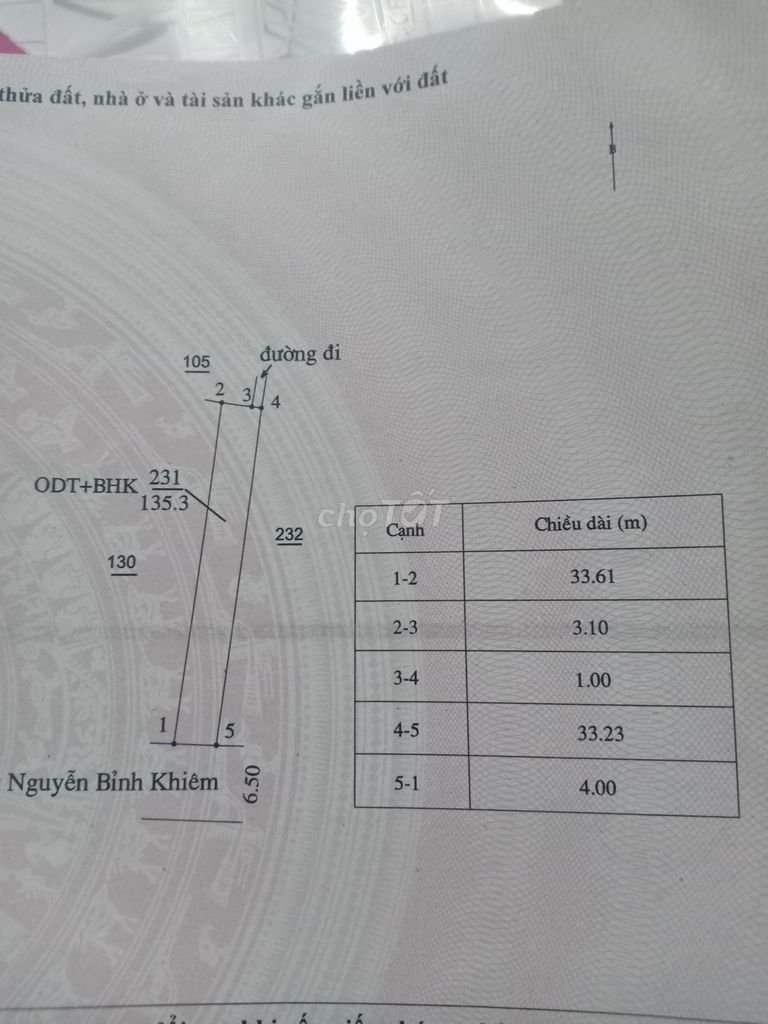 thửa đất, nhà ở và tài sản khác gắn liền với đất
B
105
đường đi
2
3
4
ODT+BHK 231
135.3
232
130
1
5
Nguyễn Bỉnh Khiêm
6.50
chợTỐT
Cạnh Chiều dài (m)
1-2 33.61
2-3 3.10
3-4 1.00
4-5 33.23
5-1 4.00